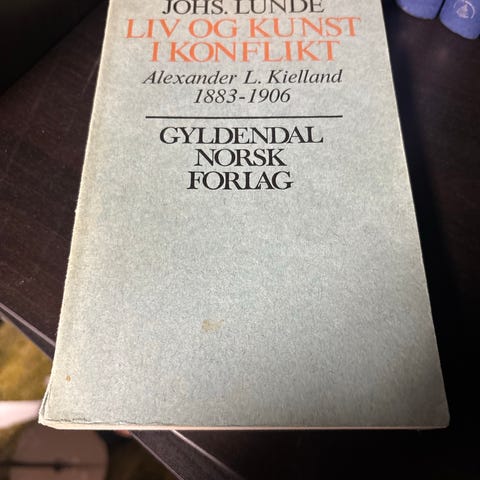 JOHS. LUNDE
LIV OG KUNST
I KONFLIKT
Alexander L. Kielland
1883-1906
GYLDENDAL
NORSK
FORLAG